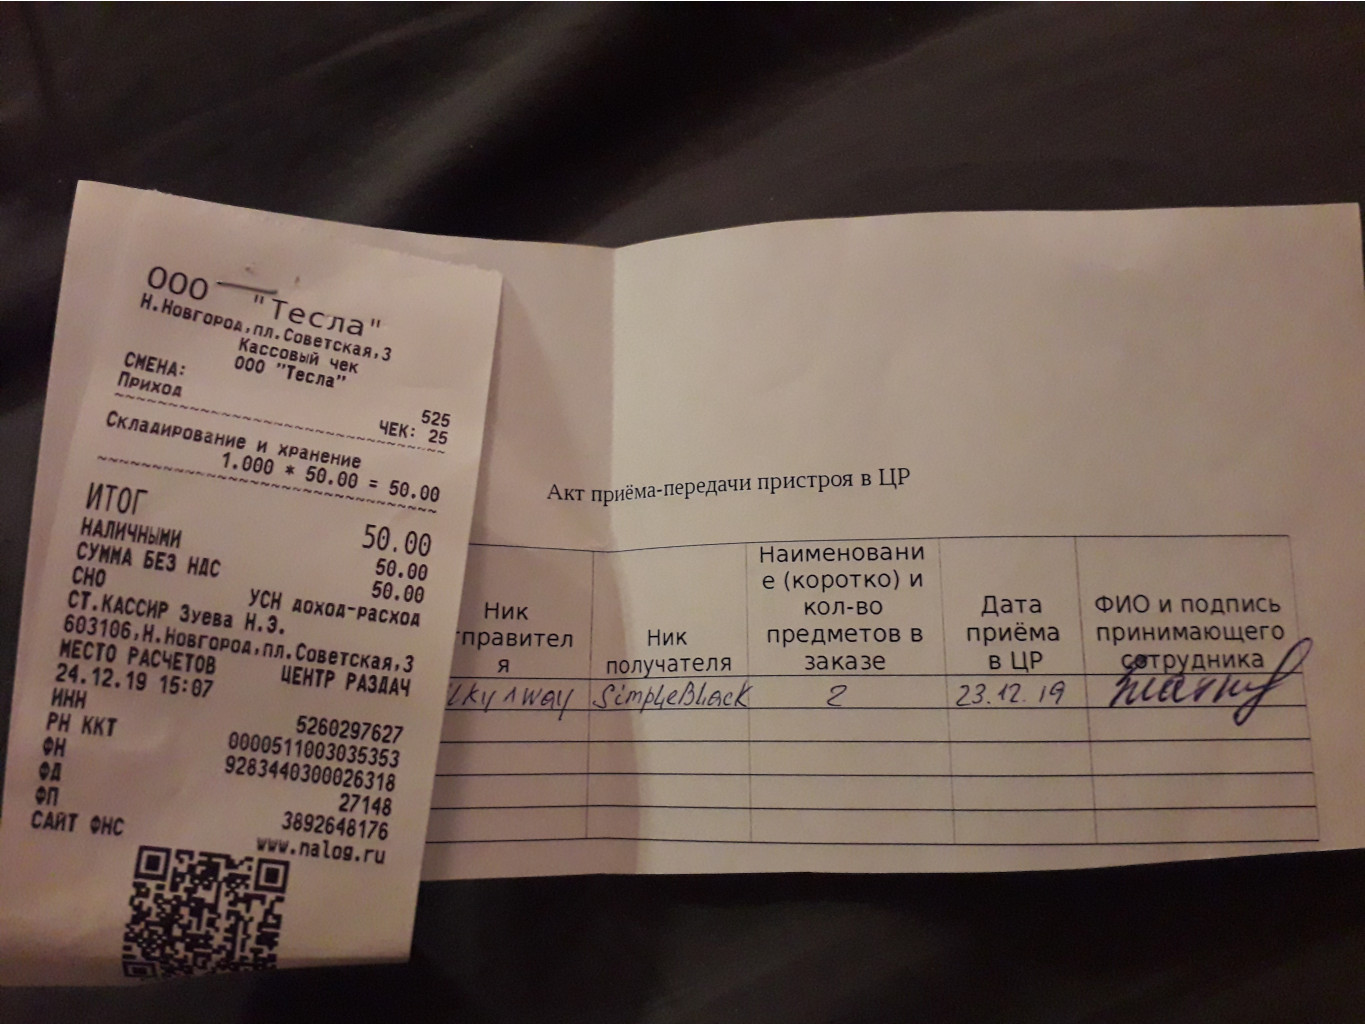 ООО "Тесла"
Н.Новгород,пл.Советская,3
Кассовый чек
ООО "Тесла"
СМЕНА: 525
Приход ЧЕК: 25
Складирование и хранение
1.000 * 50.00 = 50.00
ИТОГ 50.00
НАЛИЧНЫМИ 50.00
СУММА БЕЗ НДС 50.00
СНО УСН доход-расход
СТ.КАССИР Зуева Н.Э.
603106,Н.Новгород,пл.Советская,3
МЕСТО РАСЧЕТОВ ЦЕНТР РАЗДАЧ
24.12.19 15:07
ИНН 5260297627
РН ККТ 0000511003035353
ФН 9283440300026318
ФД 27148
ФП 3892648176
САЙТ ФНС www.nalog.ru
Акт приёма-передачи пристроя в ЦР
Ник
тправител
я
Ник
получателя
Наименовани
е (коротко) и
кол-во
предметов в
заказе
Дата
приёма
в ЦР
ФИО и подпись
принимающего
сотрудника
SimpleBlack 2 23.12.19